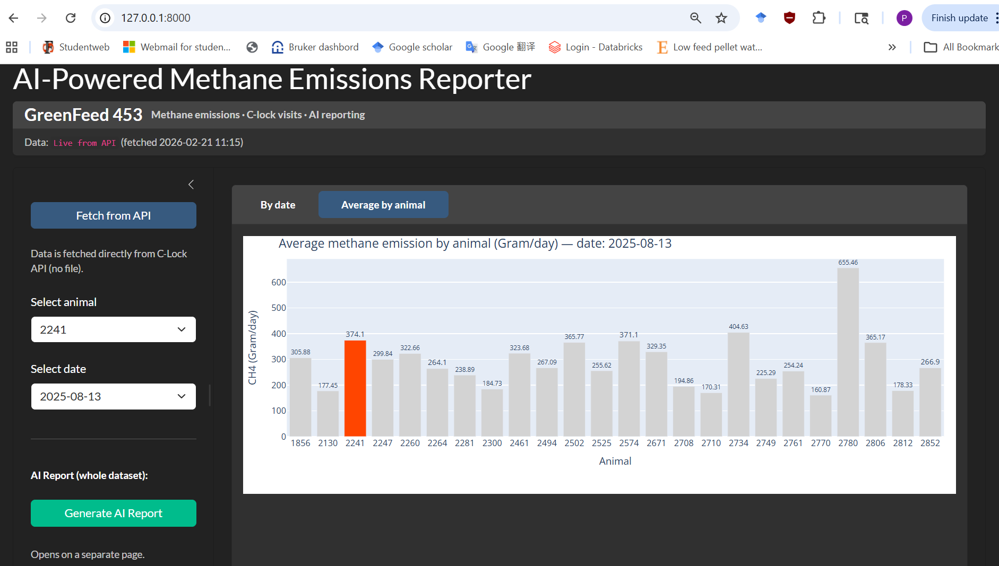 127.0.0.1:8000
P
Finish update
Studentweb
Webmail for studen...
Bruker dashbord
Google scholar
Google 翻译
Login - Databricks
Low feed pellet wat...
»
All Bookmark
AI-Powered Methane Emissions Reporter
GreenFeed 453 Methane emissions · C-lock visits · AI reporting
Data: Live from API (fetched 2026-02-21 11:15)
Fetch from API
Data is fetched directly from C-Lock
API (no file).
Select animal
2241
Select date
2025-08-13
AI Report (whole dataset):
Generate AI Report
Opens on a separate page.
By date
Average by animal
Average methane emission by animal (Gram/day) — date: 2025-08-13
CH4 (Gram/day)
600
500
400
300
200
100
0
305.88
177.45
374.1
299.84
322.66
264.1
238.89
184.73
323.68
267.09
365.77
255.62
371.1
329.35
194.86
170.31
404.63
225.29
254.24
160.87
655.46
365.17
178.33
266.9
1856 2130 2241 2247 2260 2264 2281 2300 2461 2494 2502 2525 2574 2671 2708 2710 2734 2749 2761 2770 2780 2806 2812 2852
Animal